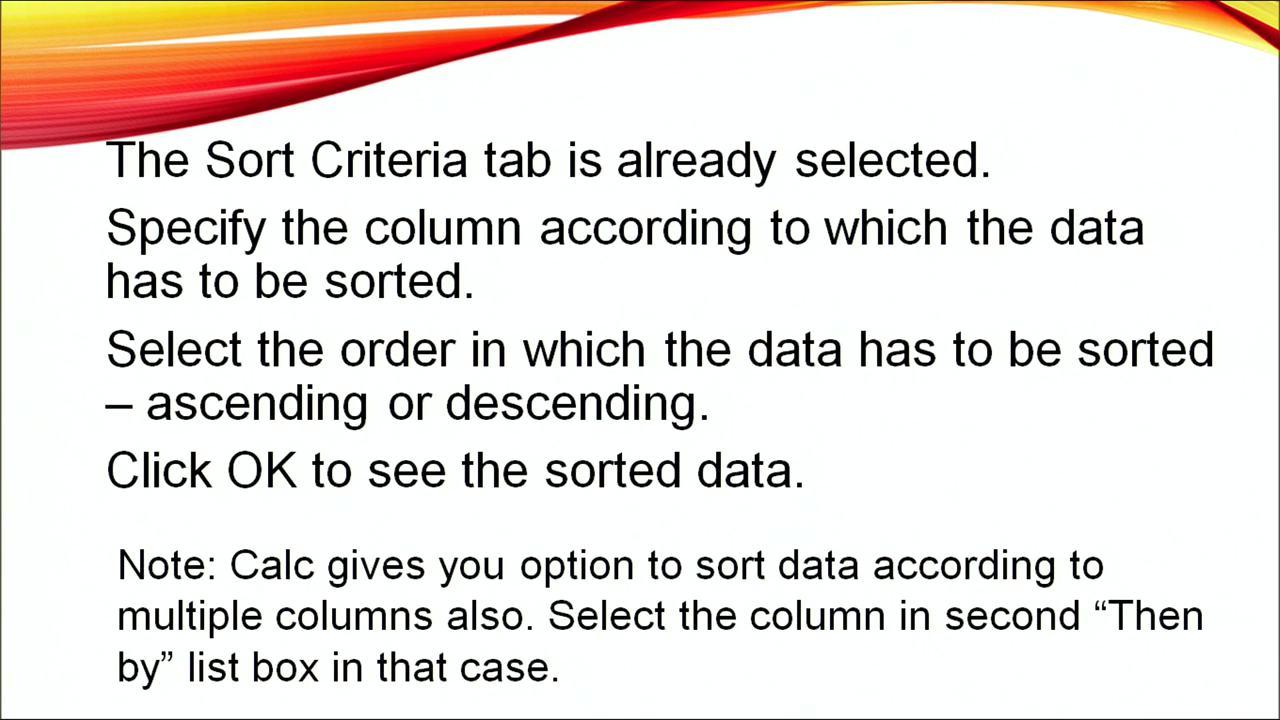 The Sort Criteria tab is already selected.
Specify the column according to which the data
has to be sorted.
Select the order in which the data has to be sorted
– ascending or descending.
Click OK to see the sorted data.
Note: Calc gives you option to sort data according to
multiple columns also. Select the column in second “Then
by” list box in that case.